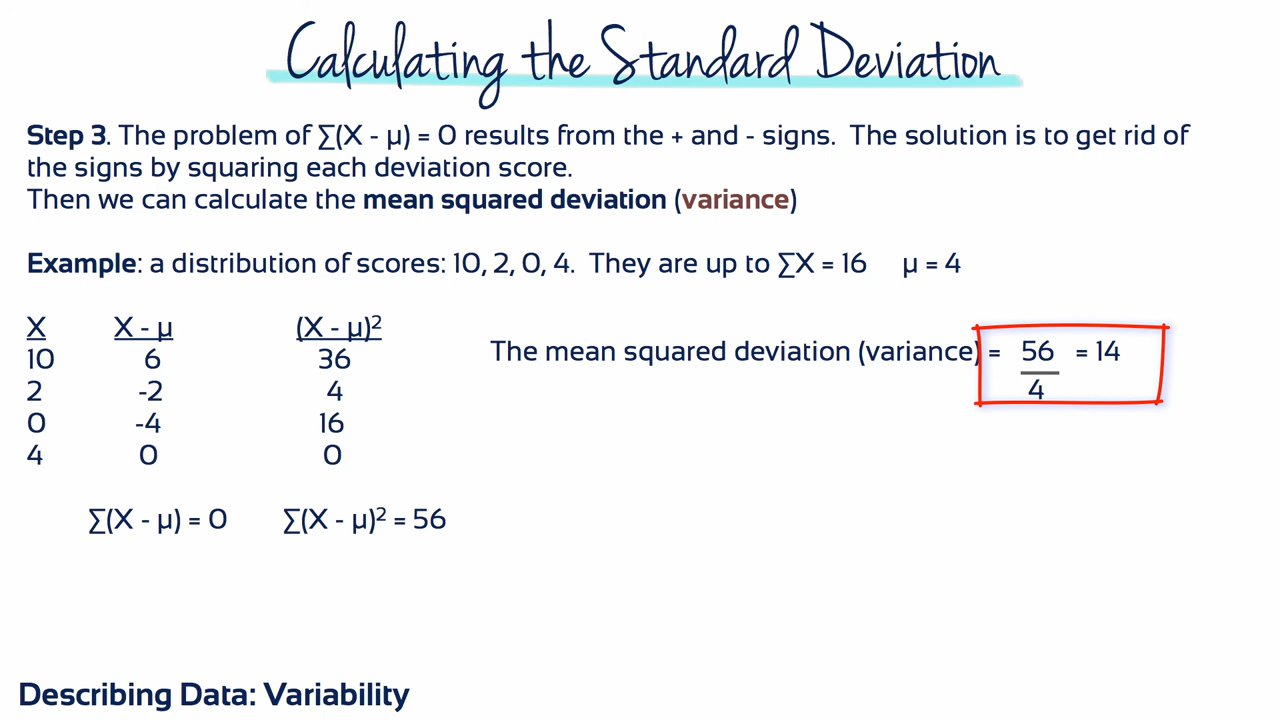 Calculating the Standard Deviation
Step 3. The problem of ∑(X - µ) = 0 results from the + and - signs.  The solution is to get rid of
the signs by squaring each deviation score.
Then we can calculate the mean squared deviation (variance)
Example: a distribution of scores: 10, 2, 0, 4.  They are up to ∑X = 16    µ = 4
X    X - µ    (X - µ)²
10    6    36
2    -2    4
0    -4    16
4    0    0
∑(X - µ) = 0    ∑(X - µ)² = 56
The mean squared deviation (variance) = 56 = 14
4
Describing Data: Variability